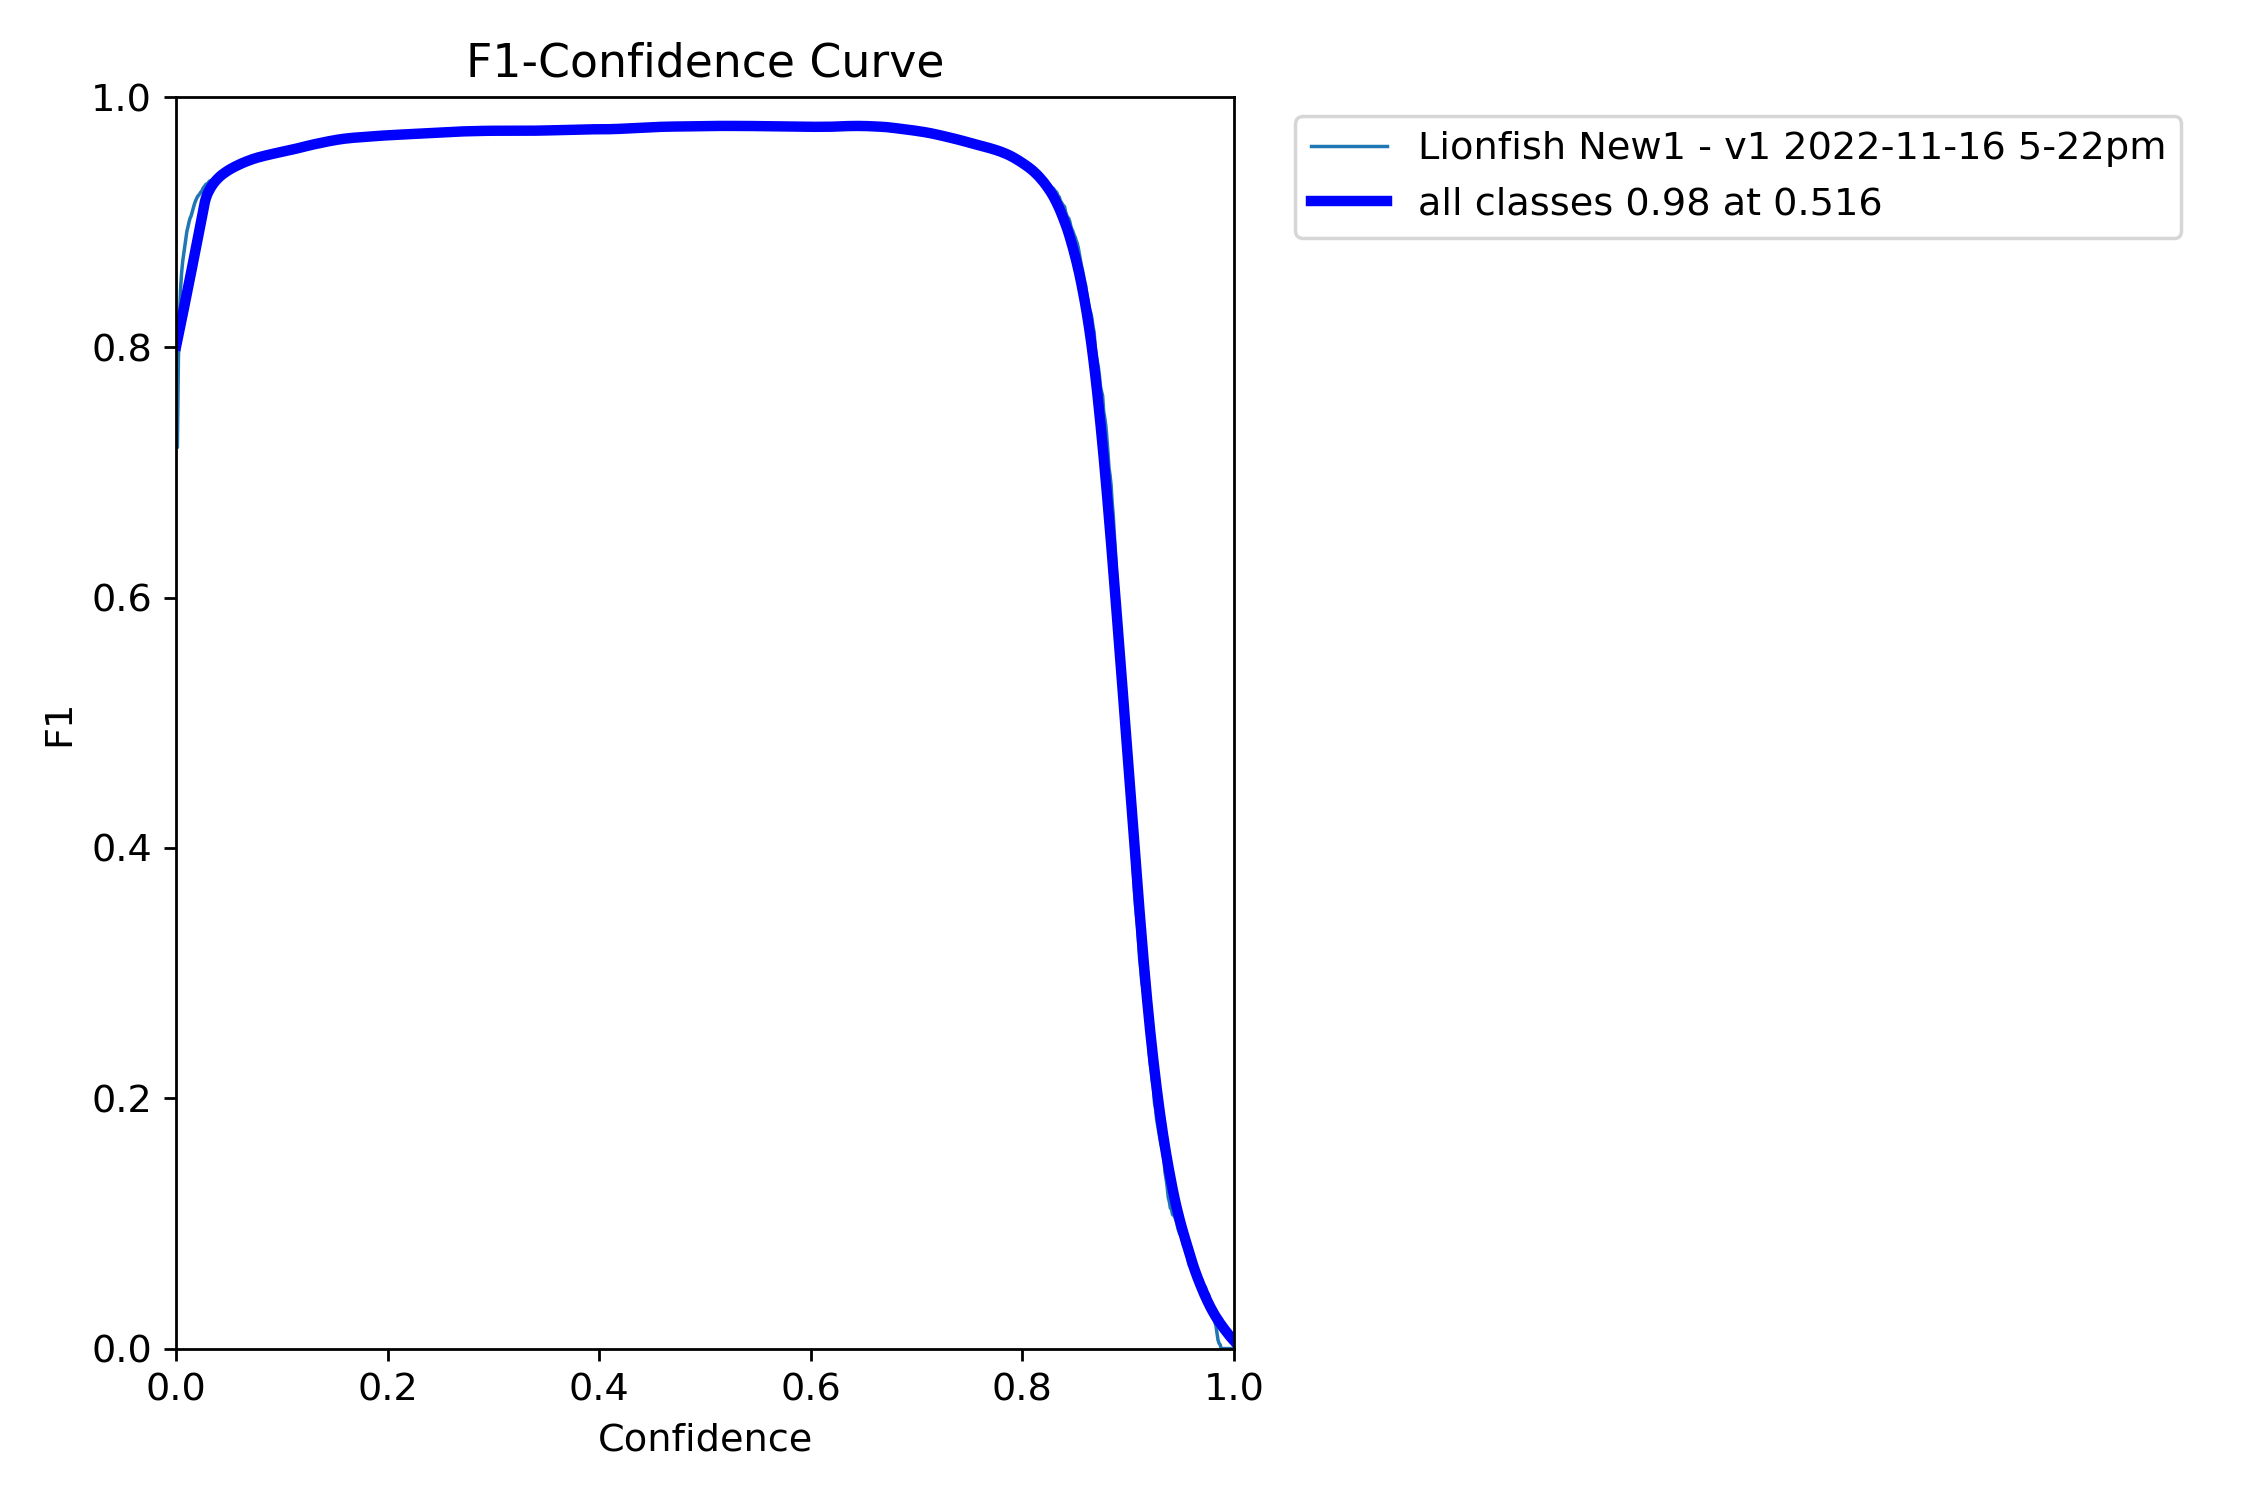 F1-Confidence Curve
1.0
0.8
0.6
0.4
0.2
0.0
F1
0.0 0.2 0.4 0.6 0.8 1.0
Confidence
Lionfish New1 - v1 2022-11-16 5-22pm
all classes 0.98 at 0.516